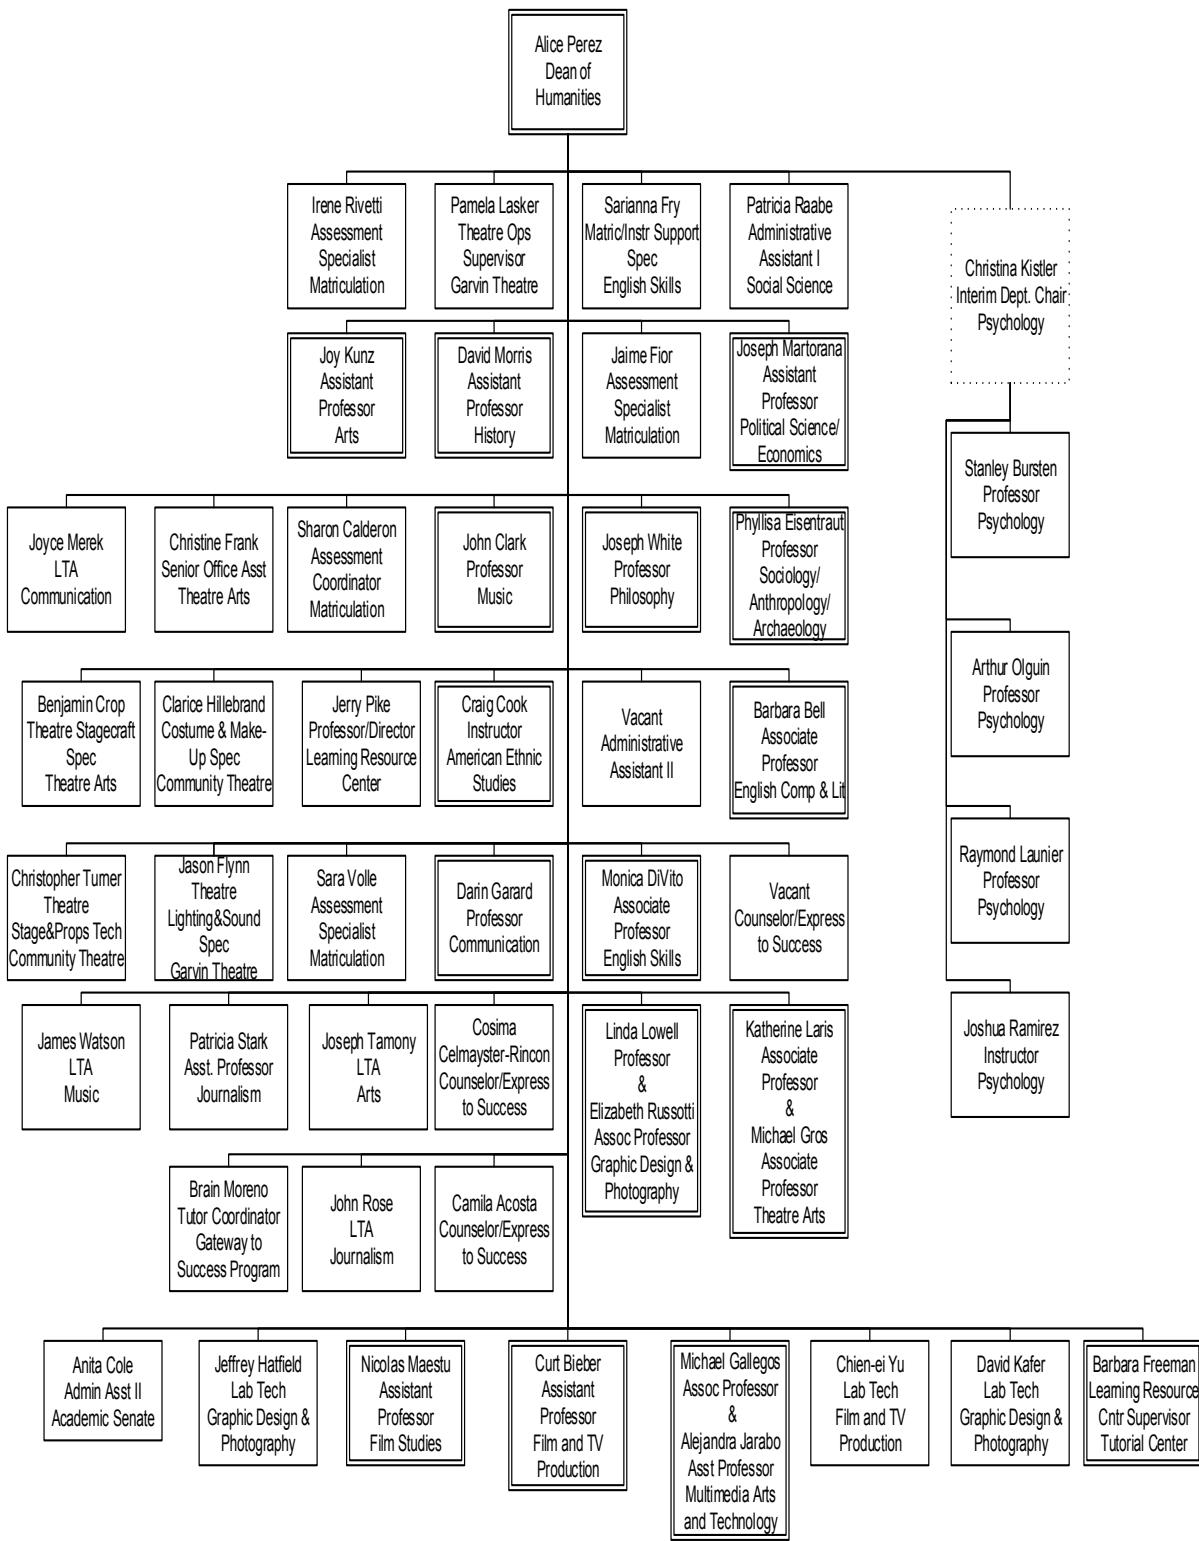 Alice Perez
Dean of
Humanities
Irene Rivetti
Assessment
Specialist
Matriculation
Pamela Lasker
Theatre Ops
Supervisor
Garvin Theatre
Sarianna Fry
Matric/Instr Support
Spec
English Skills
Patricia Raabe
Administrative
Assistant I
Social Science
Christina Kistler
Interim Dept. Chair
Psychology
Joy Kunz
Assistant
Professor
Arts
David Morris
Assistant
Professor
History
Jaime Fior
Assessment
Specialist
Matriculation
Joseph Martorana
Assistant
Professor
Political Science/
Economics
Stanley Bursten
Professor
Psychology
Joyce Merek
LTA
Communication
Christine Frank
Senior Office Asst
Theatre Arts
Sharon Calderon
Assessment
Coordinator
Matriculation
John Clark
Professor
Music
Joseph White
Professor
Philosophy
Phyllisa Eisentraut
Professor
Sociology/
Anthropology/
Archaeology
Arthur Olguin
Professor
Psychology
Benjamin Crop
Theatre Stagecraft
Spec
Theatre Arts
Clarice Hillebrand
Costume & Make-
Up Spec
Community Theatre
Jerry Pike
Professor/Director
Learning Resource
Center
Craig Cook
Instructor
American Ethnic
Studies
Vacant
Administrative
Assistant II
Barbara Bell
Associate
Professor
English Comp & Lit
Raymond Launier
Professor
Psychology
Christopher Turner
Theatre
Stage&Props Tech
Community Theatre
Jason Flynn
Theatre
Lighting&Sound
Spec
Garvin Theatre
Sara Volle
Assessment
Specialist
Matriculation
Darin Garard
Professor
Communication
Monica DiVito
Associate
Professor
English Skills
Vacant
Counselor/Express
to Success
Joshua Ramirez
Instructor
Psychology
James Watson
LTA
Music
Patricia Stark
Asst. Professor
Journalism
Joseph Tamony
LTA
Arts
Cosima
Celmayster-Rincon
Counselor/Express
to Success
Linda Lowell
Professor
&
Elizabeth Russotti
Assoc Professor
Graphic Design &
Photography
Katherine Laris
Associate
Professor
&
Michael Gros
Associate
Professor
Theatre Arts
Brain Moreno
Tutor Coordinator
Gateway to
Success Program
John Rose
LTA
Journalism
Camila Acosta
Counselor/Express
to Success
Anita Cole
Admin Asst II
Academic Senate
Jeffrey Hatfield
Lab Tech
Graphic Design &
Photography
Nicolas Maestu
Assistant
Professor
Film Studies
Curt Bieber
Assistant
Professor
Film and TV
Production
Michael Gallegos
Assoc Professor
&
Alejandra Jarabo
Asst Professor
Multimedia Arts
and Technology
Chien-ei Yu
Lab Tech
Film and TV
Production
David Kafer
Lab Tech
Graphic Design &
Photography
Barbara Freeman
Learning Resource
Cntr Supervisor
Tutorial Center